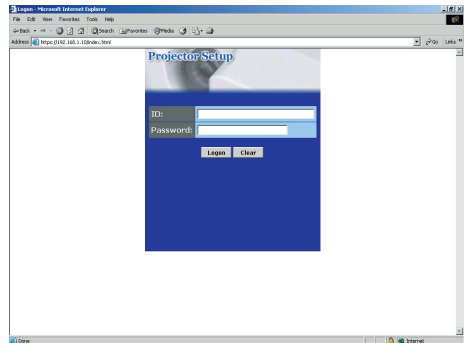 Logon - Microsoft Internet Explorer
File Edit View Favorites Tools Help
Back Search Favorites Media
Address https://192.168.1.10/index.html Go Links »
Projector Setup
ID:
Password:
Logon Clear
Done Internet